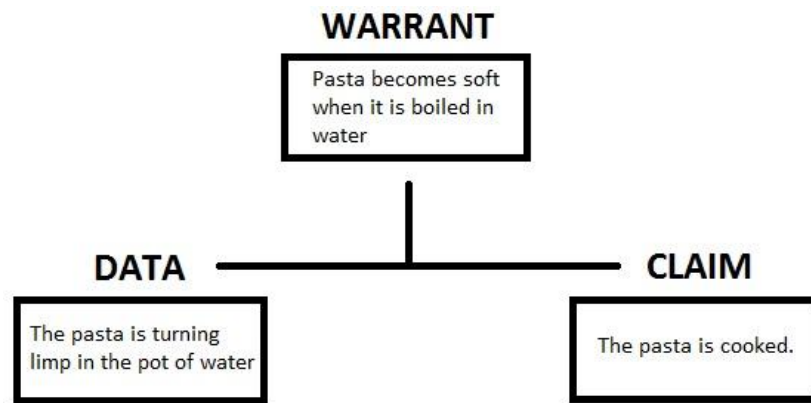 WARRANT
Pasta becomes soft
when it is boiled in
water
DATA
CLAIM
The pasta is turning
limp in the pot of water
The pasta is cooked.